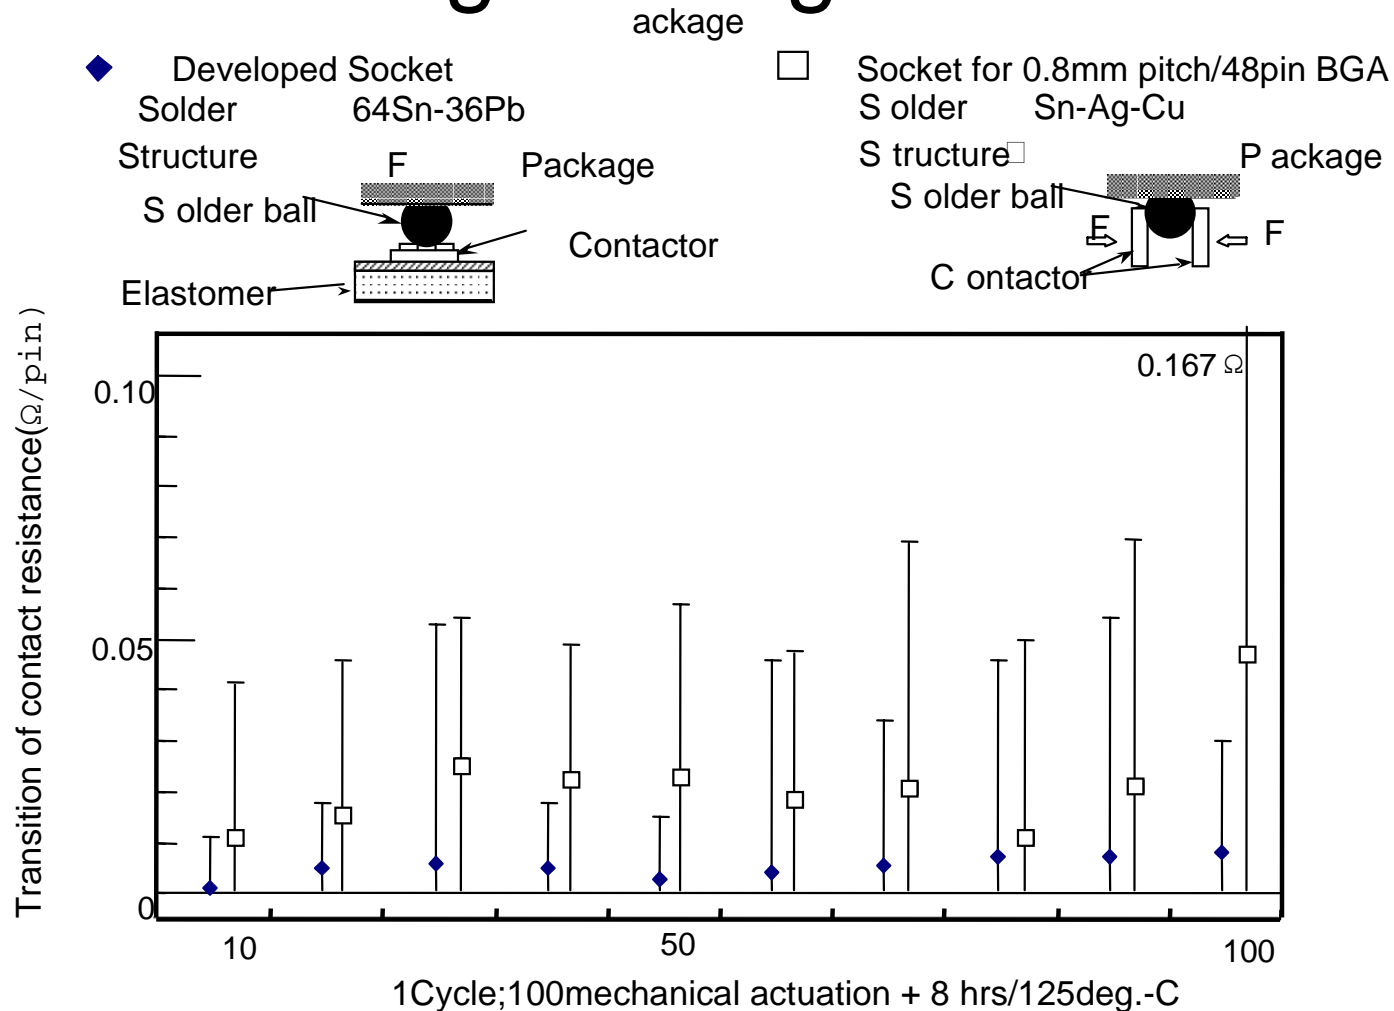 ackage
Developed Socket
Solder 64Sn-36Pb
Structure F Package
S older ball
Contactor
Elastomer
Socket for 0.8mm pitch/48pin BGA
S older Sn-Ag-Cu
S tructure□ P ackage
S older ball
F F
C ontactor
Transition of contact resistance(Ω/pin)
0.167 Ω
0.10
0.05
0
10 50 100
1Cycle;100mechanical actuation + 8 hrs/125deg.-C